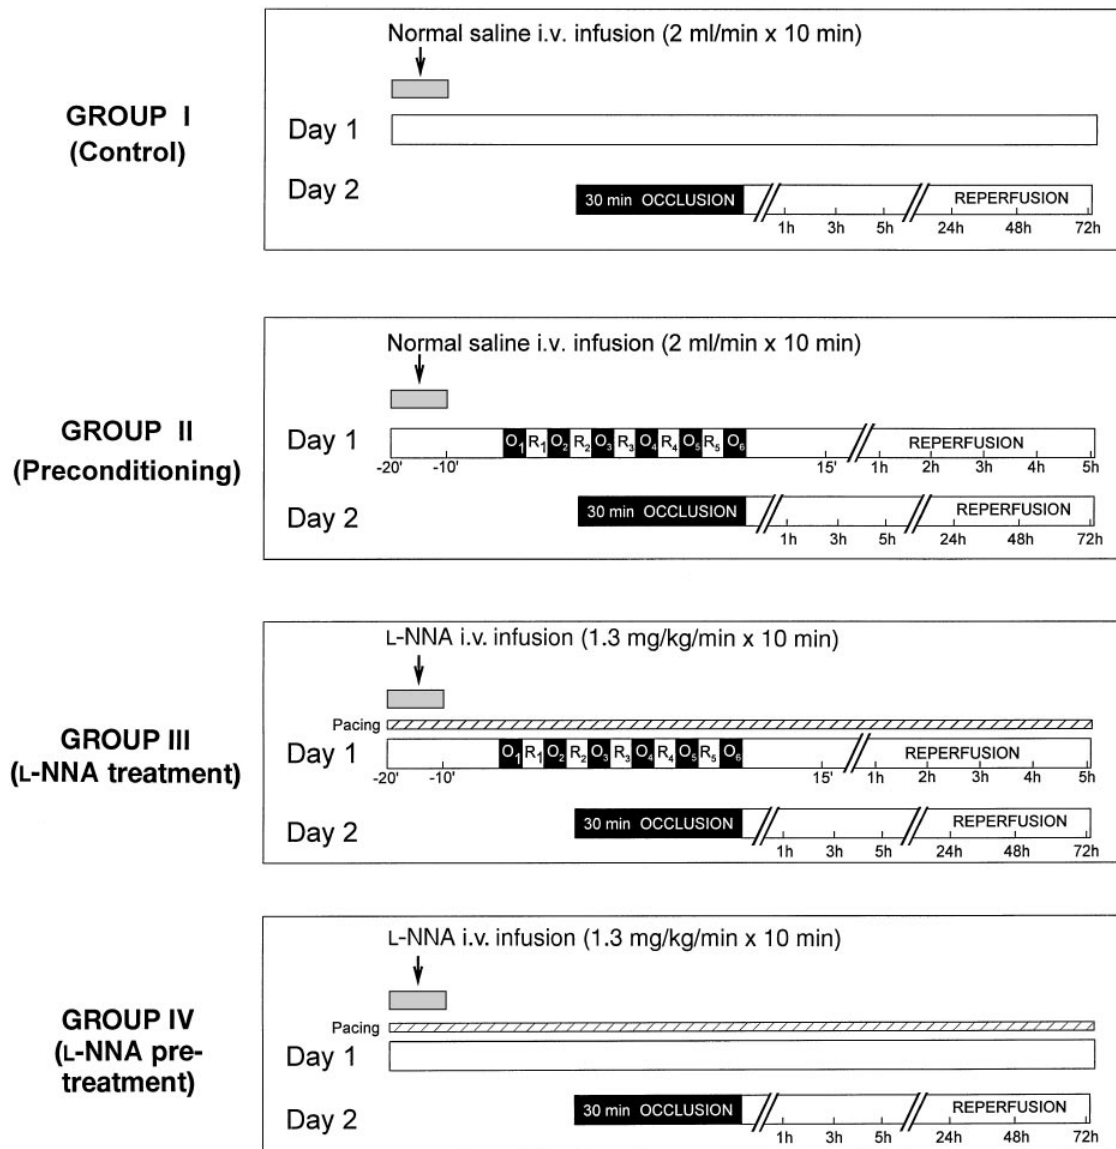 Normal saline i.v. infusion (2 ml/min x 10 min)
GROUP I
(Control)
Day 1
Day 2
30 min OCCLUSION
REPERFUSION
1h 3h 5h 24h 48h 72h
Normal saline i.v. infusion (2 ml/min x 10 min)
GROUP II
(Preconditioning)
Day 1
O1 R1 O2 R2 O3 R3 O4 R4 O5 R5 O6
REPERFUSION
-20' -10' 15' 1h 2h 3h 4h 5h
Day 2
30 min OCCLUSION
REPERFUSION
1h 3h 5h 24h 48h 72h
L-NNA i.v. infusion (1.3 mg/kg/min x 10 min)
Pacing
GROUP III
(L-NNA treatment)
Day 1
O1 R1 O2 R2 O3 R3 O4 R4 O5 R5 O6
REPERFUSION
-20' -10' 15' 1h 2h 3h 4h 5h
Day 2
30 min OCCLUSION
REPERFUSION
1h 3h 5h 24h 48h 72h
L-NNA i.v. infusion (1.3 mg/kg/min x 10 min)
Pacing
GROUP IV
(L-NNA pre-
treatment)
Day 1
Day 2
30 min OCCLUSION
REPERFUSION
1h 3h 5h 24h 48h 72h